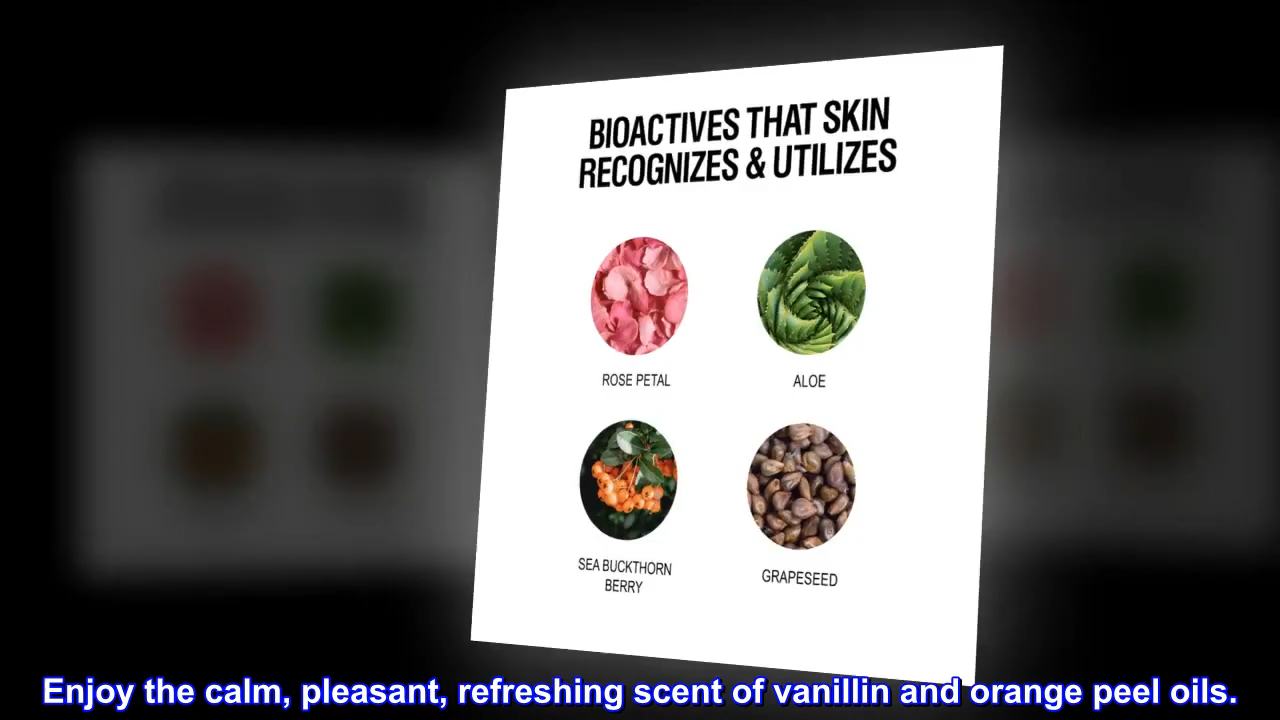 BIOACTIVES THAT SKIN
RECOGNIZES & UTILIZES
ROSE PETAL
ALOE
SEA BUCKTHORN
BERRY
GRAPESEED
Enjoy the calm, pleasant, refreshing scent of vanillin and orange peel oils.